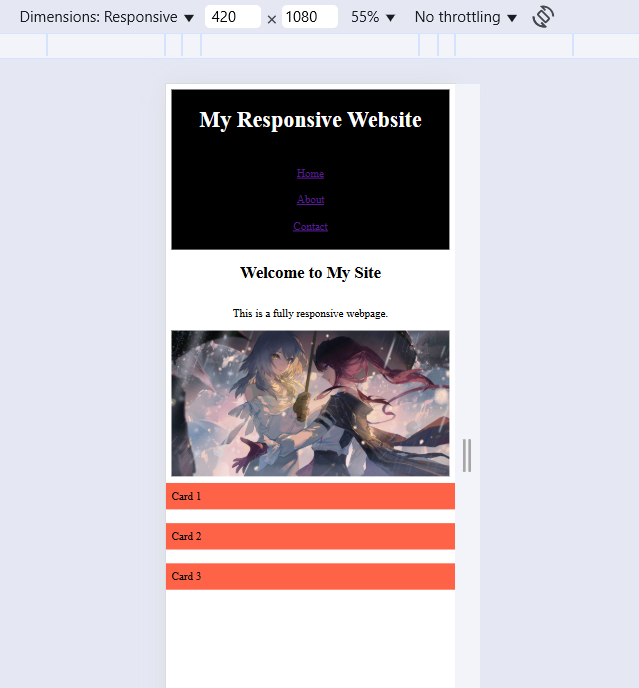 Dimensions: Responsive 420 × 1080 55% No throttling
My Responsive Website
Home
About
Contact
Welcome to My Site
This is a fully responsive webpage.
Card 1
Card 2
Card 3